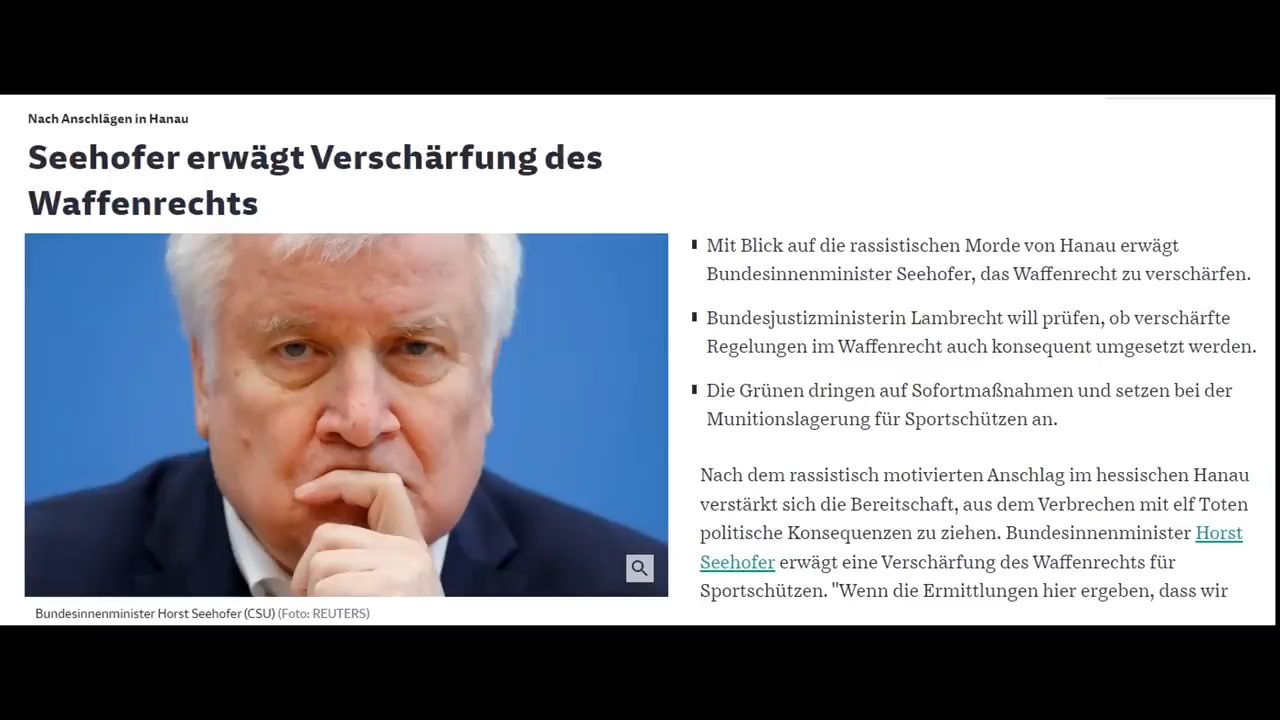 Nach Anschlägen in Hanau
Seehofer erwägt Verschärfung des
Waffenrechts
Bundesinnenminister Horst Seehofer (CSU) (Foto: REUTERS)
Mit Blick auf die rassistischen Morde von Hanau erwägt
Bundesinnenminister Seehofer, das Waffenrecht zu verschärfen.
Bundesjustizministerin Lambrecht will prüfen, ob verschärfte
Regelungen im Waffenrecht auch konsequent umgesetzt werden.
Die Grünen dringen auf Sofortmaßnahmen und setzen bei der
Munitionslagerung für Sportschützen an.
Nach dem rassistisch motivierten Anschlag im hessischen Hanau
verstärkt sich die Bereitschaft, aus dem Verbrechen mit elf Toten
politische Konsequenzen zu ziehen. Bundesinnenminister Horst
Seehofer erwägt eine Verschärfung des Waffenrechts für
Sportschützen. "Wenn die Ermittlungen hier ergeben, dass wir